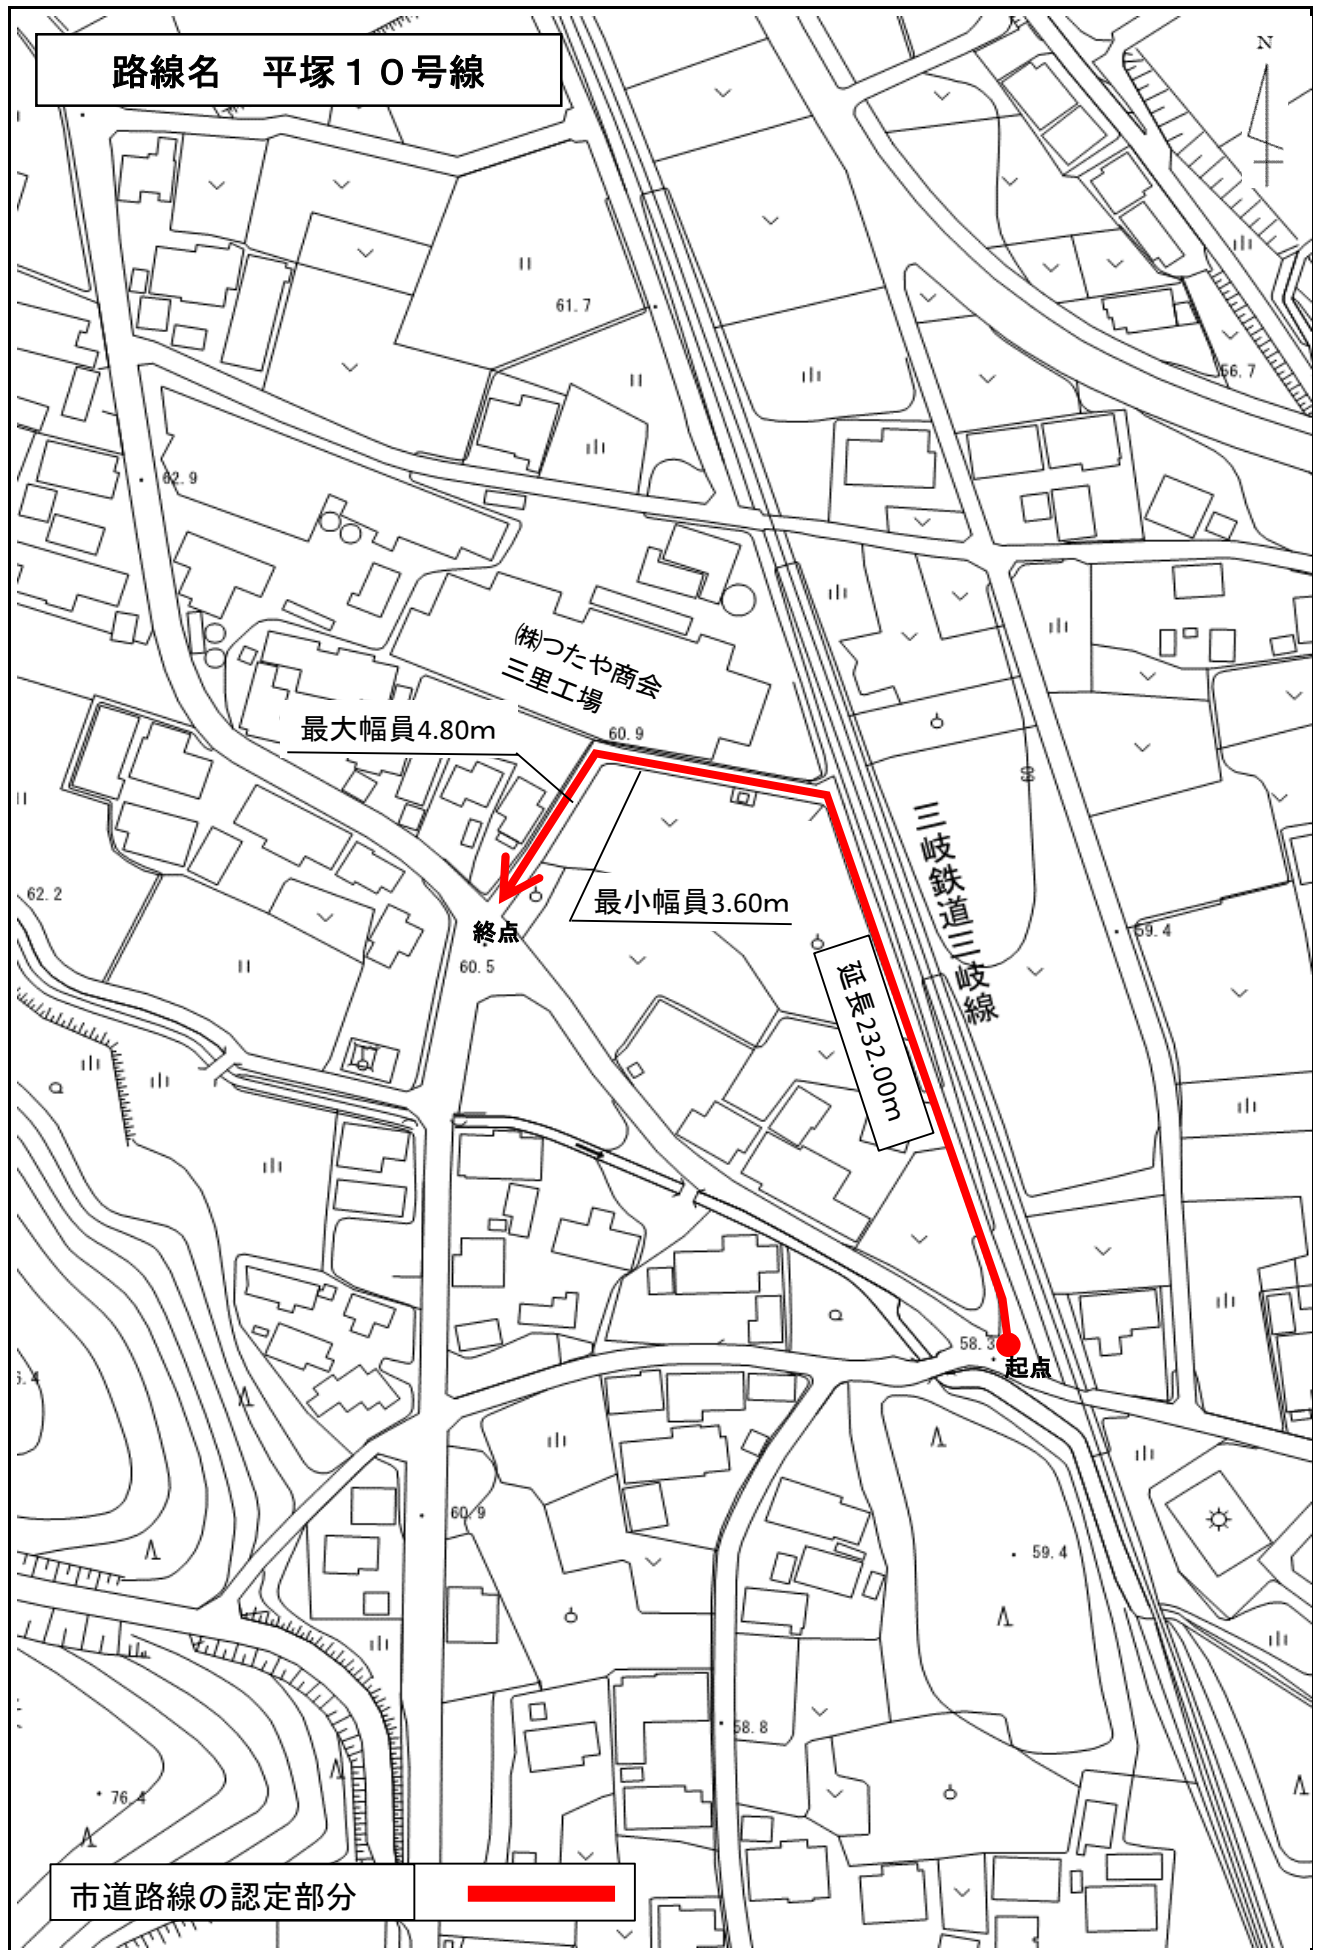 路線名　平塚１０号線
N
61.7
56.7
62.9
㈱つたや商会
三里工場
最大幅員4.80m
60.9
60
三岐鉄道三岐線
62.2
最小幅員3.60m
59.4
終点
60.5
延長232.00m
58.3
起点
60.9
59.4
58.8
76.4
市道路線の認定部分